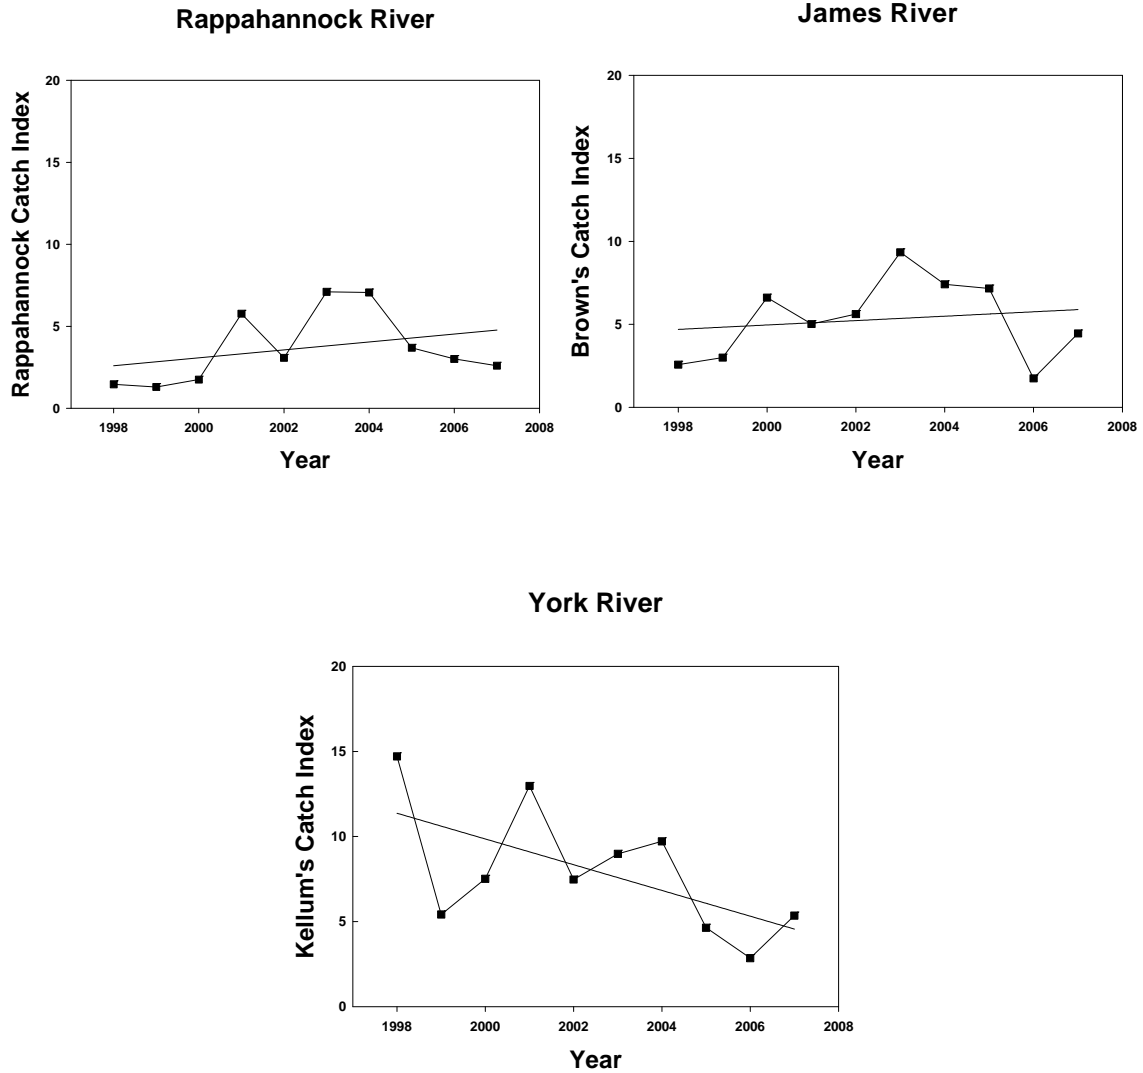 Rappahannock River
James River
Rappahannock Catch Index
20
15
10
5
0
1998 2000 2002 2004 2006 2008
Year
Brown's Catch Index
20
15
10
5
0
1998 2000 2002 2004 2006 2008
Year
York River
Kellum's Catch Index
20
15
10
5
0
1998 2000 2002 2004 2006 2008
Year